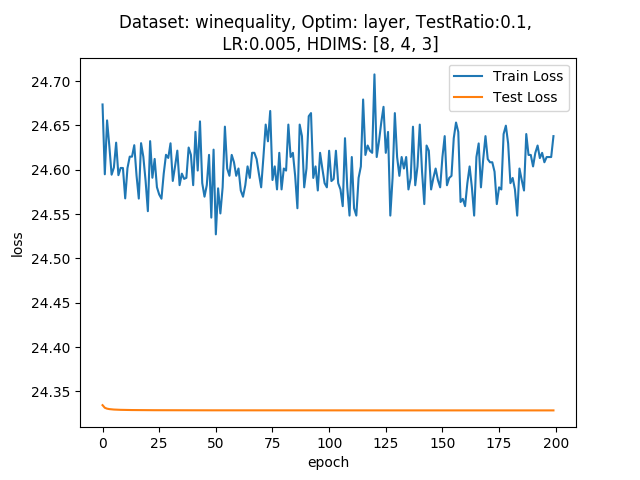 Dataset: winequality, Optim: layer, TestRatio:0.1,
LR:0.005, HDIMS: [8, 4, 3]
Train Loss
Test Loss
24.70
24.65
24.60
24.55
24.50
24.45
24.40
24.35
loss
0 25 50 75 100 125 150 175 200
epoch